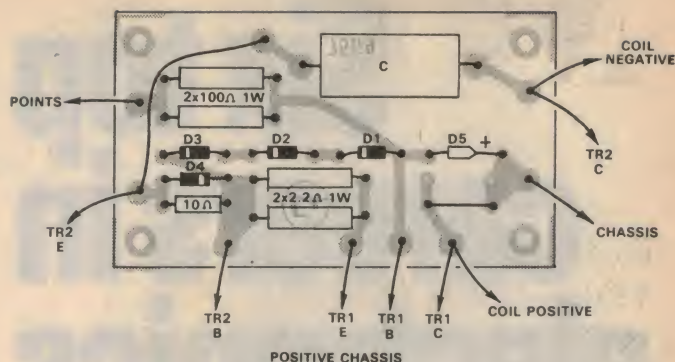 COIL
NEGATIVE
C
POINTS
2x100Ω 1W
D3
D2
D1
D5
+
TR2
C
D4
10Ω
2x2.2Ω 1W
TR2
E
CHASSIS
COIL POSITIVE
TR2
B
TR1
E
TR1
B
TR1
C
POSITIVE CHASSIS